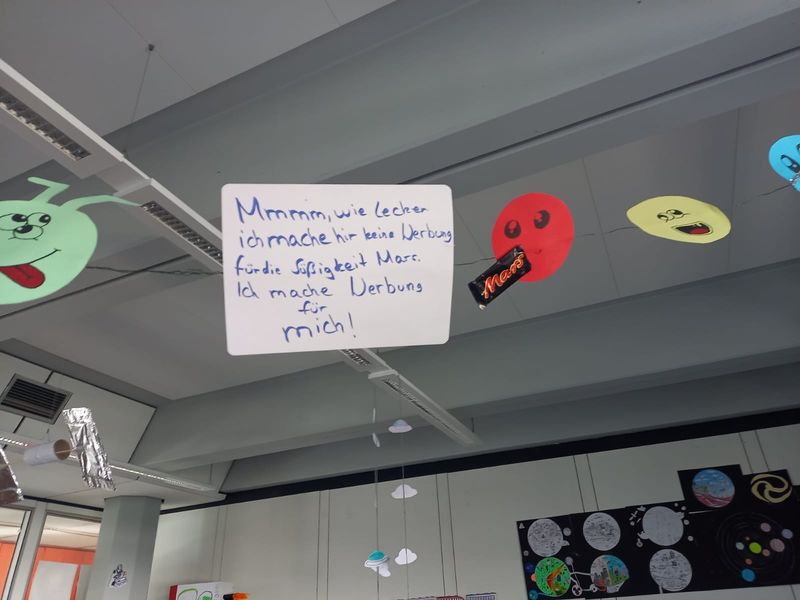 Mmmm, wie lecker
ich mache hir keine Werbung
für die Süßigkeit Mars.
Ich mache Werbung
für
mich!
Mars